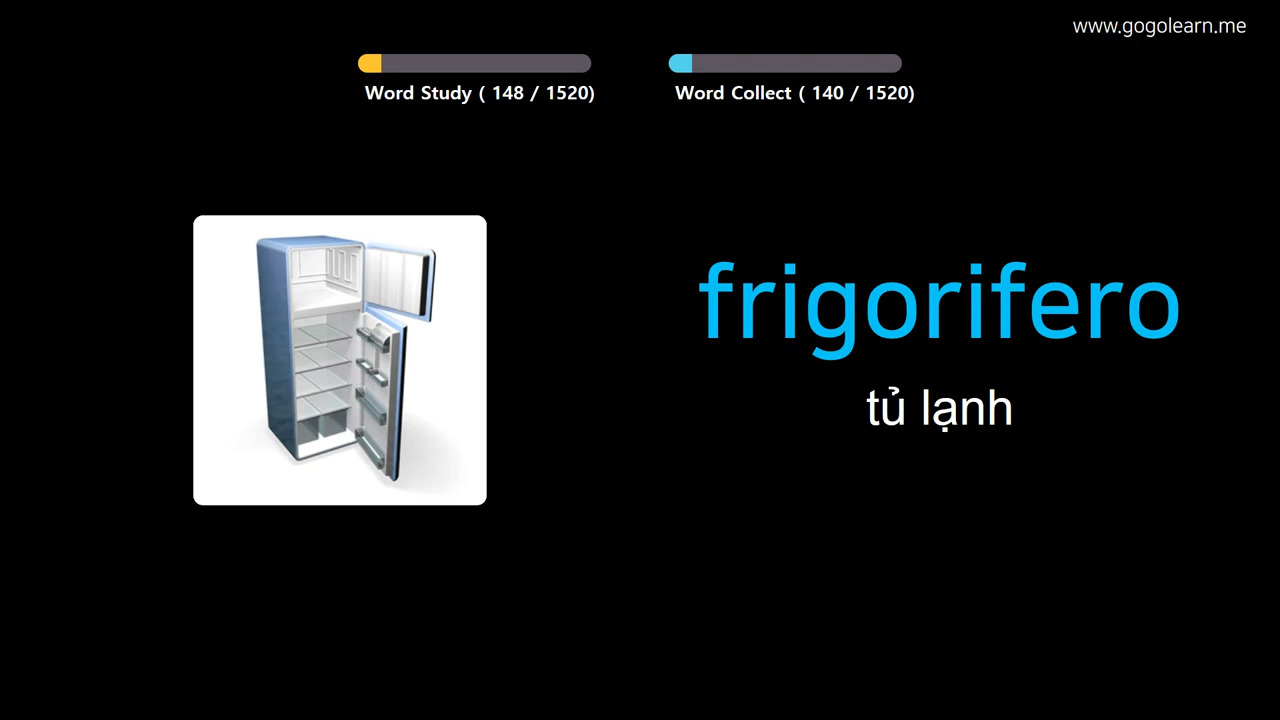 www.gogolearn.me
Word Study ( 148 / 1520)
Word Collect ( 140 / 1520)
frigorifero
tủ lạnh